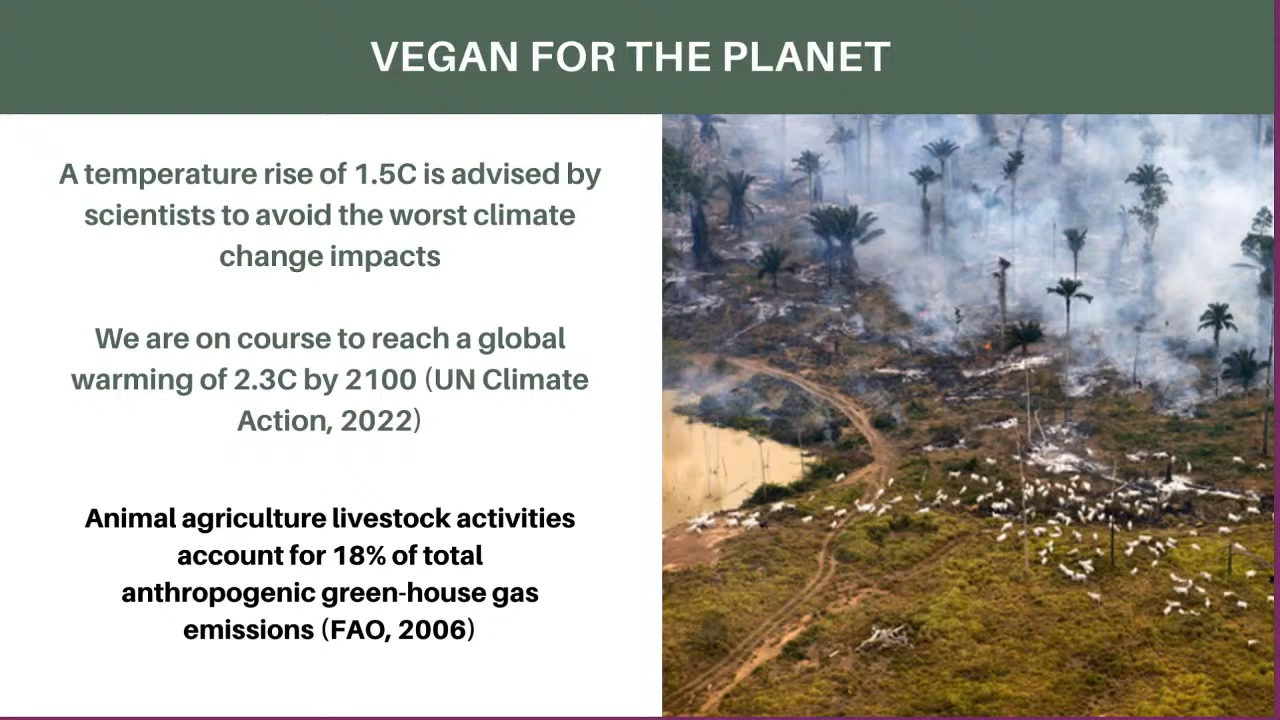 VEGAN FOR THE PLANET
A temperature rise of 1.5C is advised by
scientists to avoid the worst climate
change impacts
We are on course to reach a global
warming of 2.3C by 2100 (UN Climate
Action, 2022)
Animal agriculture livestock activities
account for 18% of total
anthropogenic green-house gas
emissions (FAO, 2006)